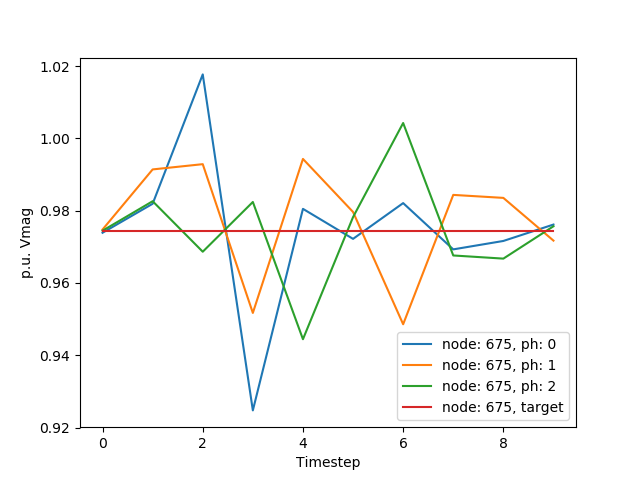 1.02
1.00
0.98
0.96
0.94
0.92
p.u. Vmag
0
2
4
6
8
Timestep
node: 675, ph: 0
node: 675, ph: 1
node: 675, ph: 2
node: 675, target